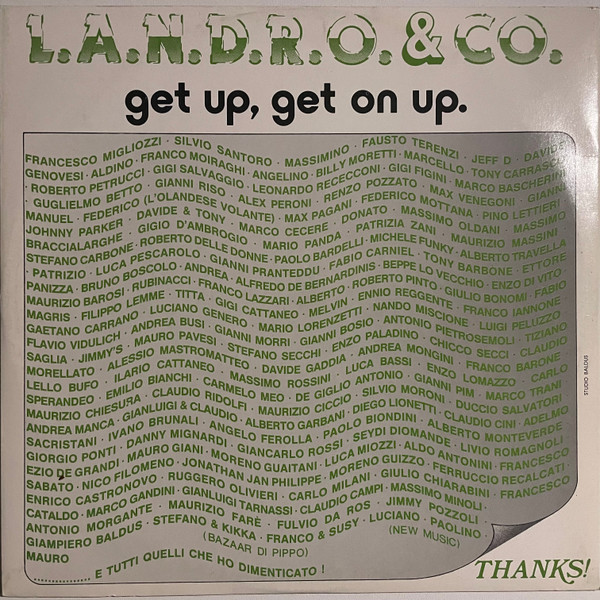 L.A.N.D.R.O. & CO.
get up, get on up.
FRANCESCO MIGLIOZZI · SILVIO SANTORO · MASSIMINO · FAUSTO TERENZI · JEFF D · DAVIDE
GENOVESI · ALDINO · FRANCO MOIRAGHI · ANGELINO · BILLY MORETTI · MARCELLO · TONY CARRASCO
· ROBERTO PETRUCCI · GIGI SALVAGGIO · LEONARDO RECECCONI · GIGI FIGINI · MARCO BASCHERINI
· GUGLIELMO BETTO · GIANNI RISO · ALEX PERONI · RENZO POZZATO · MAX VENEGONI · GIANNI
MANUEL · FEDERICO (L'OLANDESE VOLANTE) · MAX PAGANI · FEDERICO MOTTANA · PINO LETTIERI
JOHNNY PARKER · DAVIDE & TONY · MARCO CECERE · DONATO · MASSIMO OLDANI · MASSIMO
BRACCIALARGHE · GIGIO D'AMBROGIO · MARIO PANDA · PATRIZIA ZANI · MAURIZIO MASSINI
STEFANO CARBONE · ROBERTO DELLE DONNE · PAOLO BARDELLI · MICHELE FUNKY · ALBERTO TRAVELLA
· PATRIZIO · LUCA PESCAROLO · GIANNI PRANTEDDU · FABIO CARNIEL · TONY BARBÒNE · ETTORE
PANIZZA · BRUNO BOSCOLO · ANDREA · ALFREDO DE BERNARDINIS · BEPPE LO VECCHIO · ENZO DI VITO
MAURIZIO BAROSI · RUBINACCI · FRANCO LAZZARI · ALBERTO · ROBERTO PINTO · GIULIO BONOMI · FABIO
MAGRIS · FILIPPO LEMME · TITTA · GIGI CATTANEO · MELVIN · ENNIO REGGENTE · FRANCO IANNONE
GAETANO CARRANO · LUCIANO GENERO · MARIO LORENZETTI · NANDO MISCIONE · LUIGI PELUZZO
FLAVIO VIDULICH · ANDREA BUSI · GIANNI MORRI · GIANNI BOSIO · ANTONIO PIETROSEMOLI · TIZIANO
SAGLIA · JIMMY'S · MAURO PAVESI · STEFANO SECCHI · ENZO PALADINO · CHICCO SECCI · CLAUDIO
MORELLATO · ALESSIO MASTROMATTEO · DAVIDE GADDIA · ANDREA MONGINI · FRANCO BARONE
LELLO BUFO · ILARIO CATTANEO · MASSIMO ROSSINI · LUCA BASSI · ENZO LOMAZZO · CARLO
SPERANDEO · EMILIO BIANCHI · CARMELO MEO · DE GIGLIO ANTONIO · GIANNI PIM · MARCO TRANI
MAURIZIO CHIESURA · CLAUDIO RIDOLFI · MAURIZIO CICCIO · SILVIO MORONI · DUCCIO SALVATORI
ANDREA MANCA · GIANLUIGI & CLAUDIO · ALBERTO GARBANI · DIEGO LIONETTI · CLAUDIO CINI · ADELMO
SACRISTANI · IVANO BRUNALI · ANGELO FEROLLA · PAOLO BIONDINI · ALBERTO MONTEVERDE
GIORGIO PONTI · DANNY MIGNARDI · GIANCARLO ROSSI · SEYDI DIOMANDE · LIVIO ROMAGNOLI
EZIO DE GRANDI · MAURO GIANI · MORENO GUAITANI · LUCA MIOZZI · ALDO ANTONINI · FRANCESCO
SABATO · NICO FILOMENO · JONATHAN JAN PHILIPPE · MORENO GUIZZO · FERRUCCIO RECALCATI
ENRICO CASTRONOVO · RUGGERO OLIVIERI · CARLO MILANI · GIULIO CHIARABINI · FRANCESCO
CATALDO · MARCO GANDINI · GIANLUIGI TARNASSI · CLAUDIO CAMPI · MASSIMO MINOLI
ANTONIO MORGANTE · MAURIZIO FARÈ · FULVIO DA ROS · JIMMY POZZOLI
GIAMPIERO BALDUS · STEFANO & KIKKA · FRANCO & SUSY · LUCIANO · PAOLINO ·
(BAZAAR DI PIPPO) (NEW MUSIC)
MAURO
............... E TUTTI QUELLI CHE HO DIMENTICATO !
THANKS!
STUDIO BALDUS